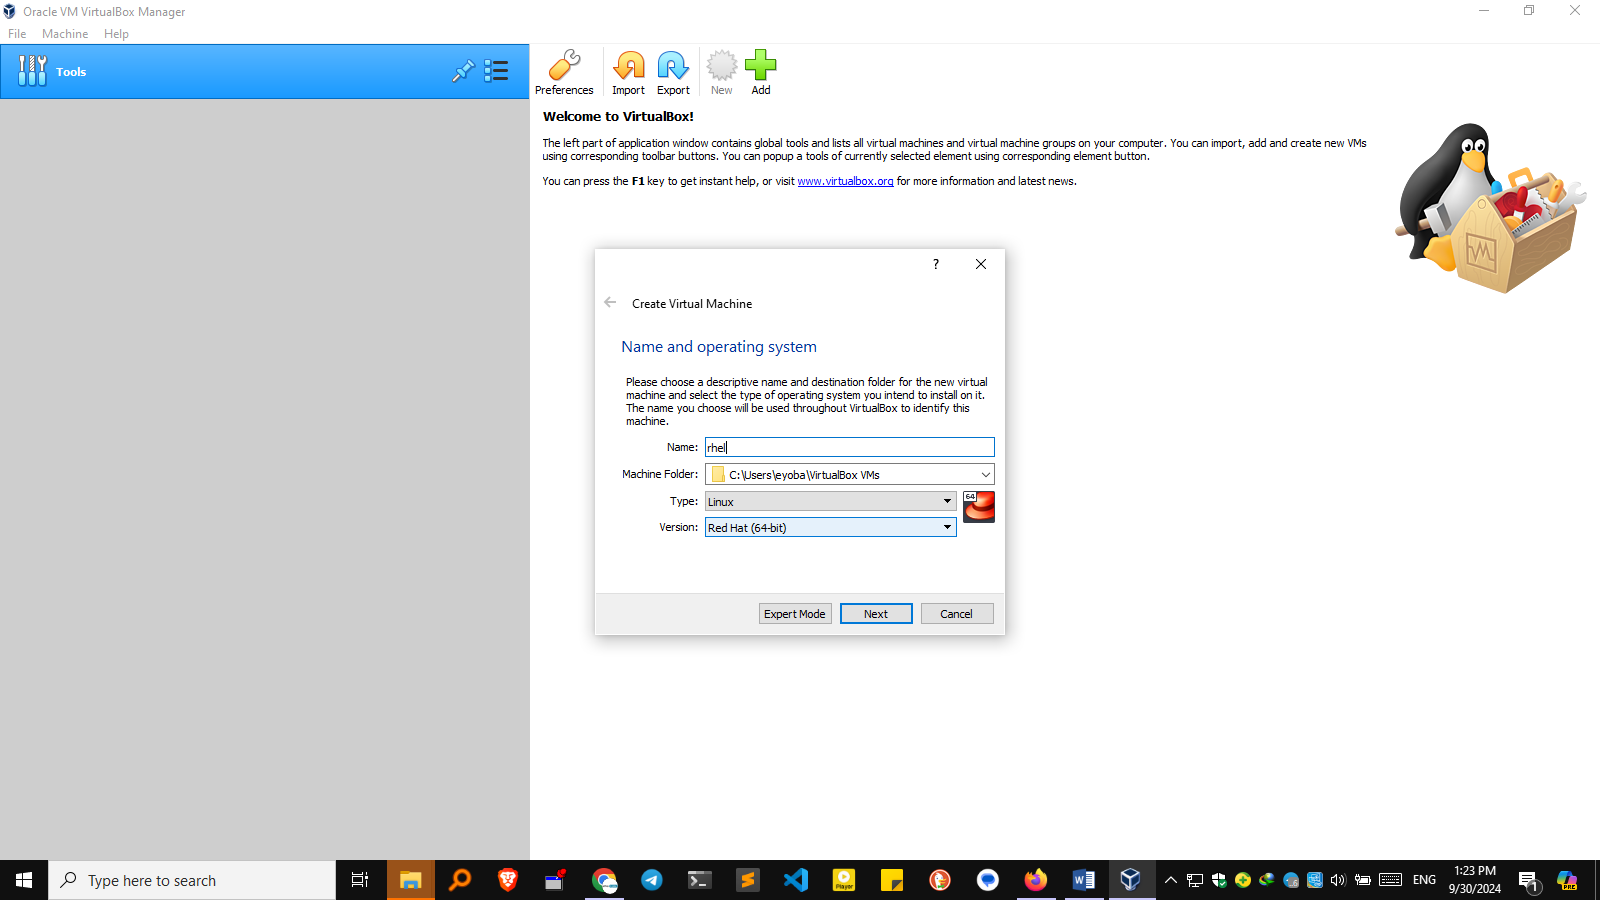 Oracle VM VirtualBox Manager
File Machine Help
Tools
Preferences Import Export New Add
Welcome to VirtualBox!
The left part of application window contains global tools and lists all virtual machines and virtual machine groups on your computer. You can import, add and create new VMs
using corresponding toolbar buttons. You can popup a tools of currently selected element using corresponding element button.
You can press the F1 key to get instant help, or visit www.virtualbox.org for more information and latest news.
?
Create Virtual Machine
Name and operating system
Please choose a descriptive name and destination folder for the new virtual
machine and select the type of operating system you intend to install on it.
The name you choose will be used throughout VirtualBox to identify this
machine.
Name: rhel
Machine Folder: C:\Users\eyoba\VirtualBox VMs
Type: Linux
64
Version: Red Hat (64-bit)
Expert Mode Next Cancel
Type here to search
Player
ENG
1:23 PM
9/30/2024
1
PRE